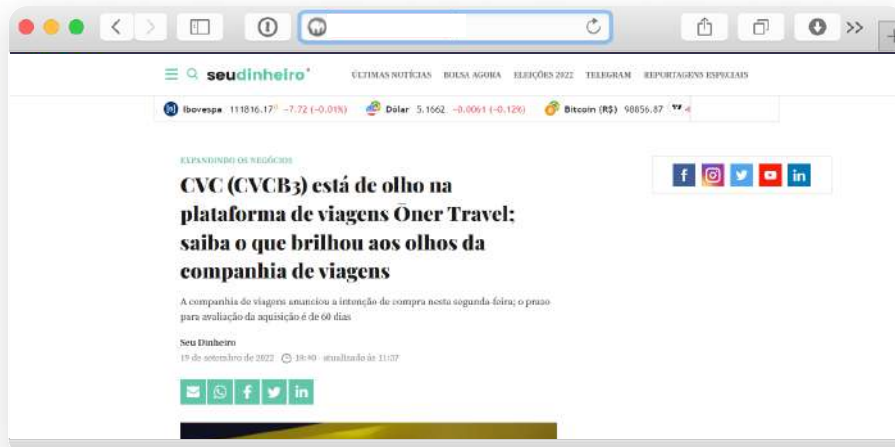 seudinheiro
ÚLTIMAS NOTÍCIAS BOLSA AGORA ELEIÇÕES 2022 TELEGRAM REPORTAGENS ESPECIAIS
Ibovespa 111816.17 -7.72 (-0.01%) Dólar 5.1662 -0.0061 (-0.12%) Bitcoin (R$) 98856.87
EXPANDINDO OS NEGÓCIOS
CVC (CVCB3) está de olho na
plataforma de viagens Öner Travel;
saiba o que brilhou aos olhos da
companhia de viagens
A companhia de viagens anunciou a intenção de compra nesta segunda-feira; o prazo
para avaliação da aquisição é de 60 dias
Seu Dinheiro
19 de setembro de 2022 - atualizado às 11:07